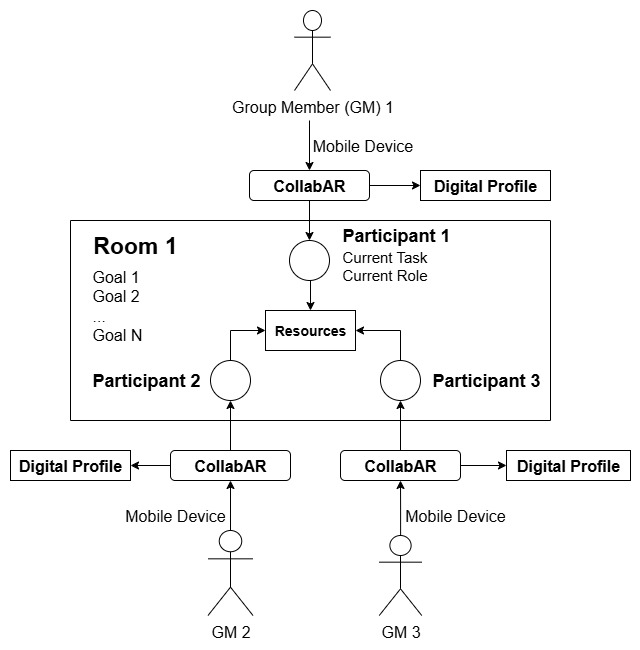 Group Member (GM) 1
Mobile Device
CollabAR
Digital Profile
Room 1
Goal 1
Goal 2
...
Goal N
Participant 1
Current Task
Current Role
Resources
Participant 2
Participant 3
Digital Profile
CollabAR
CollabAR
Digital Profile
Mobile Device
Mobile Device
GM 2
GM 3